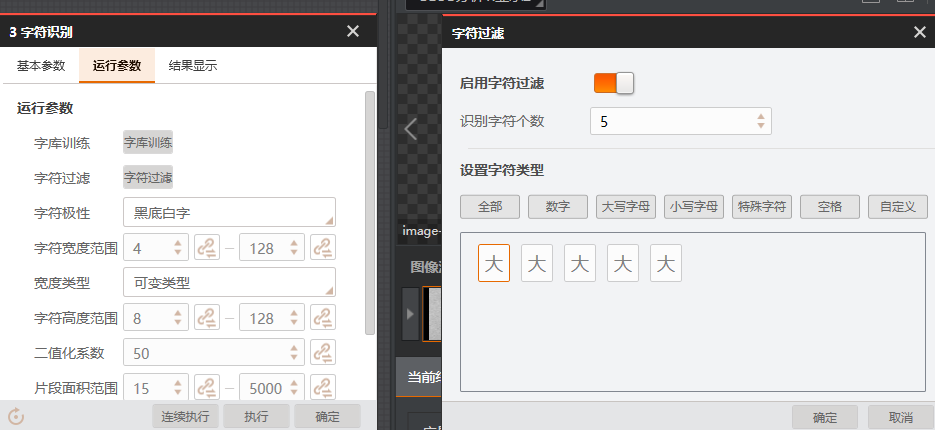 3 字符识别
基本参数 运行参数 结果显示
运行参数
字库训练 字库训练
字符过滤 字符过滤
字符极性 黑底白字
字符宽度范围 4 128
宽度类型 可变类型
字符高度范围 8 128
二值化系数 50
片段面积范围 15 5000
连续执行 执行 确定
image-
当前
字符过滤
启用字符过滤
识别字符个数 5
设置字符类型
全部 数字 大写字母 小写字母 特殊字符 空格 自定义
大 大 大 大 大
确定 取消